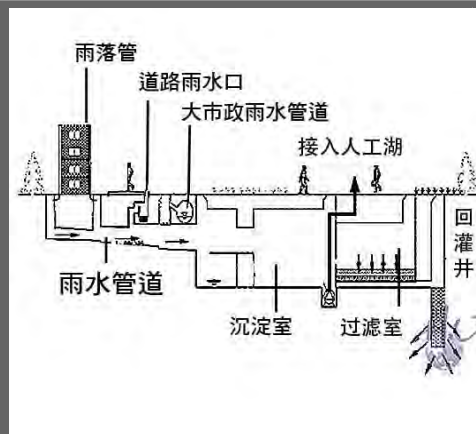 雨落管
道路雨水口
大市政雨水管道
接入人工湖
回灌井
雨水管道
沉淀室
过滤室